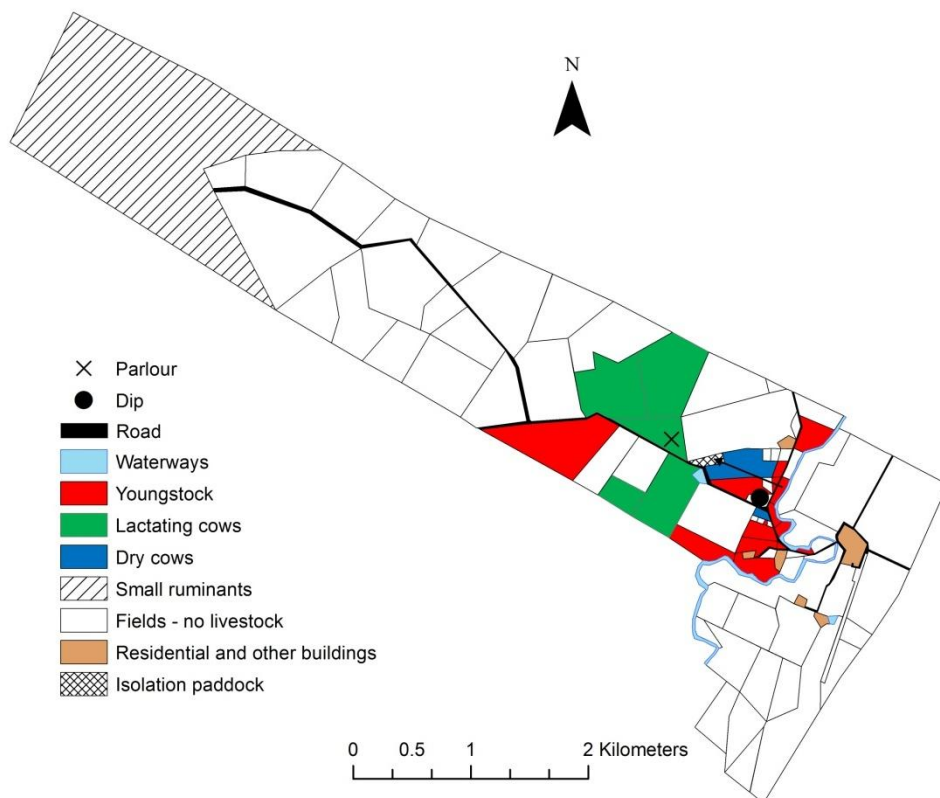 N
Parlour
Dip
Road
Waterways
Youngstock
Lactating cows
Dry cows
Small ruminants
Fields - no livestock
Residential and other buildings
Isolation paddock
0 0.5 1 2 Kilometers